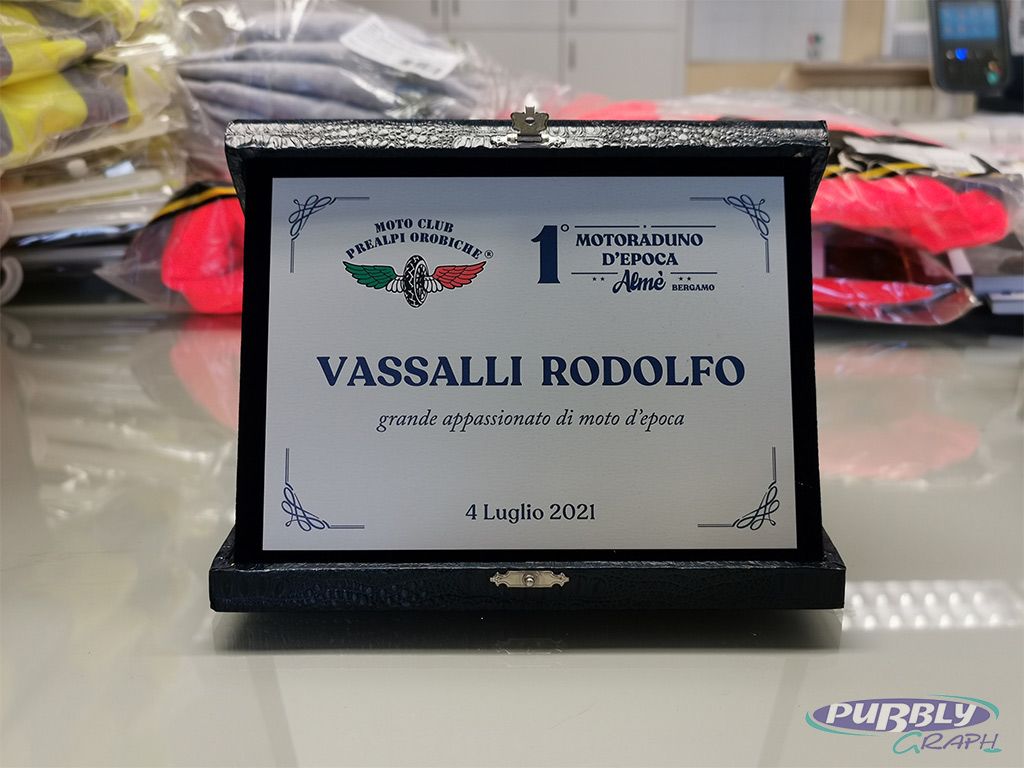 MOTO CLUB
PREALPI OROBICHE ®
1° MOTORADUNO
D'EPOCA
Almè BERGAMO
VASSALLI RODOLFO
grande appassionato di moto d'epoca
4 Luglio 2021
PUBBLY
GRAPH